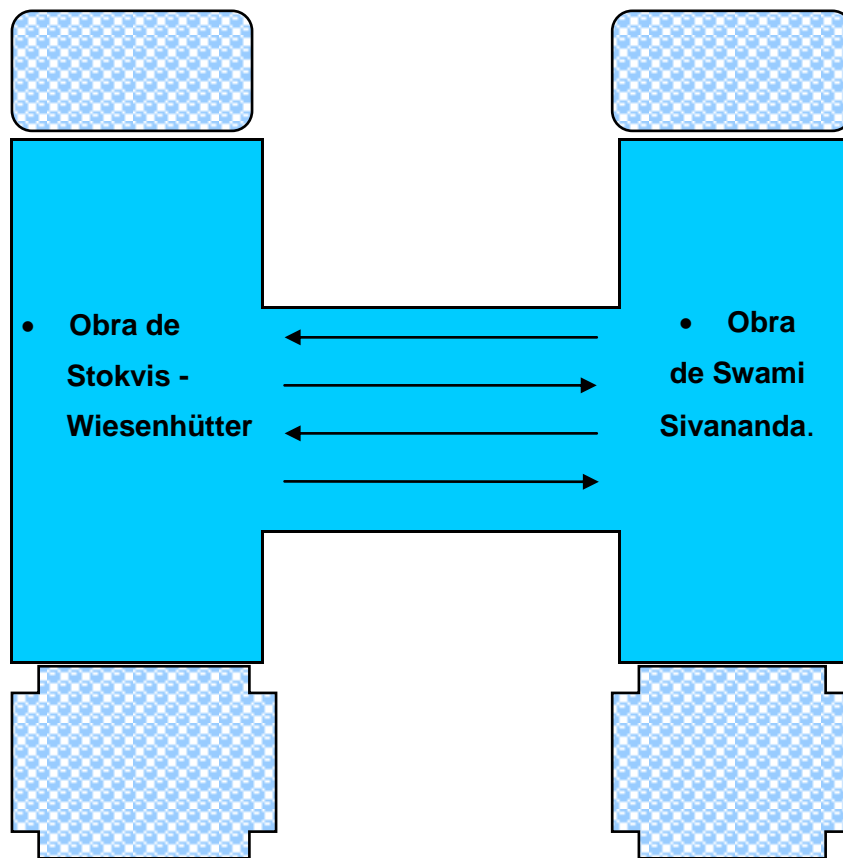 • Obra de
Stokvis -
Wiesenhütter
• Obra
de Swami
Sivananda.